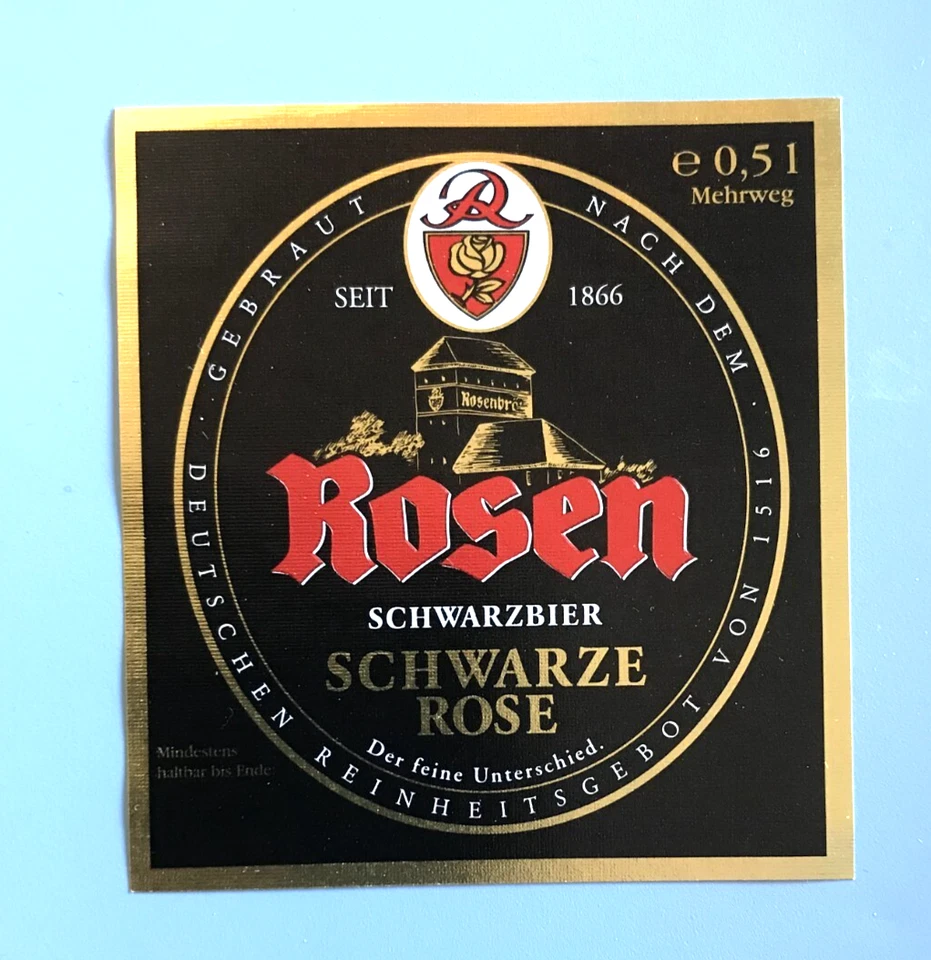 ℮ 0,5 l
Mehrweg
GEBRAUT NACH DEM · DEUTSCHEN REINHEITSGEBOT VON 1516 ·
R
SEIT 1866
Rosenbrä
Rosen
SCHWARZBIER
SCHWARZE
ROSE
Der feine Unterschied.
Mindestens
haltbar bis Ende: